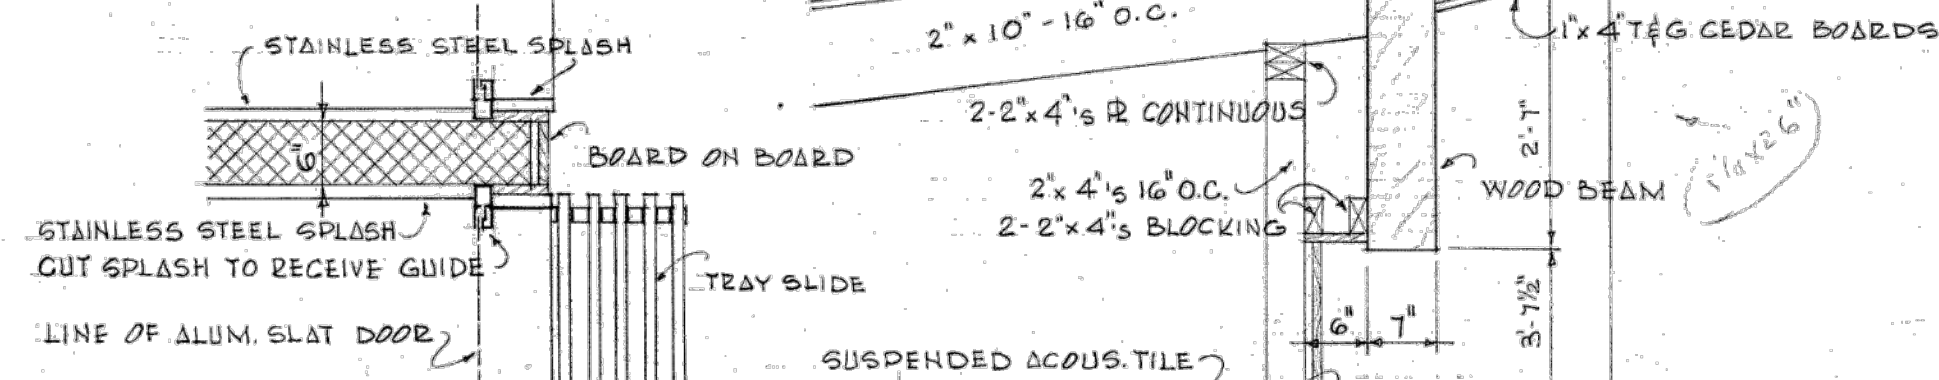 STAINLESS STEEL SPLASH
6"
BOARD ON BOARD
STAINLESS STEEL SPLASH
CUT SPLASH TO RECEIVE GUIDE
TRAY SLIDE
LINE OF ALUM. SLAT DOOR
2" x 10" - 16" O.C.
1"x 4" T&G CEDAR BOARDS
2-2"x 4"'s ⅊ CONTINUOUS
2'-7"
2"x 4"'s 16" O.C.
WOOD BEAM
2-2"x 4"'s BLOCKING
6"
7"
3'-7½"
SUSPENDED ACOUS. TILE